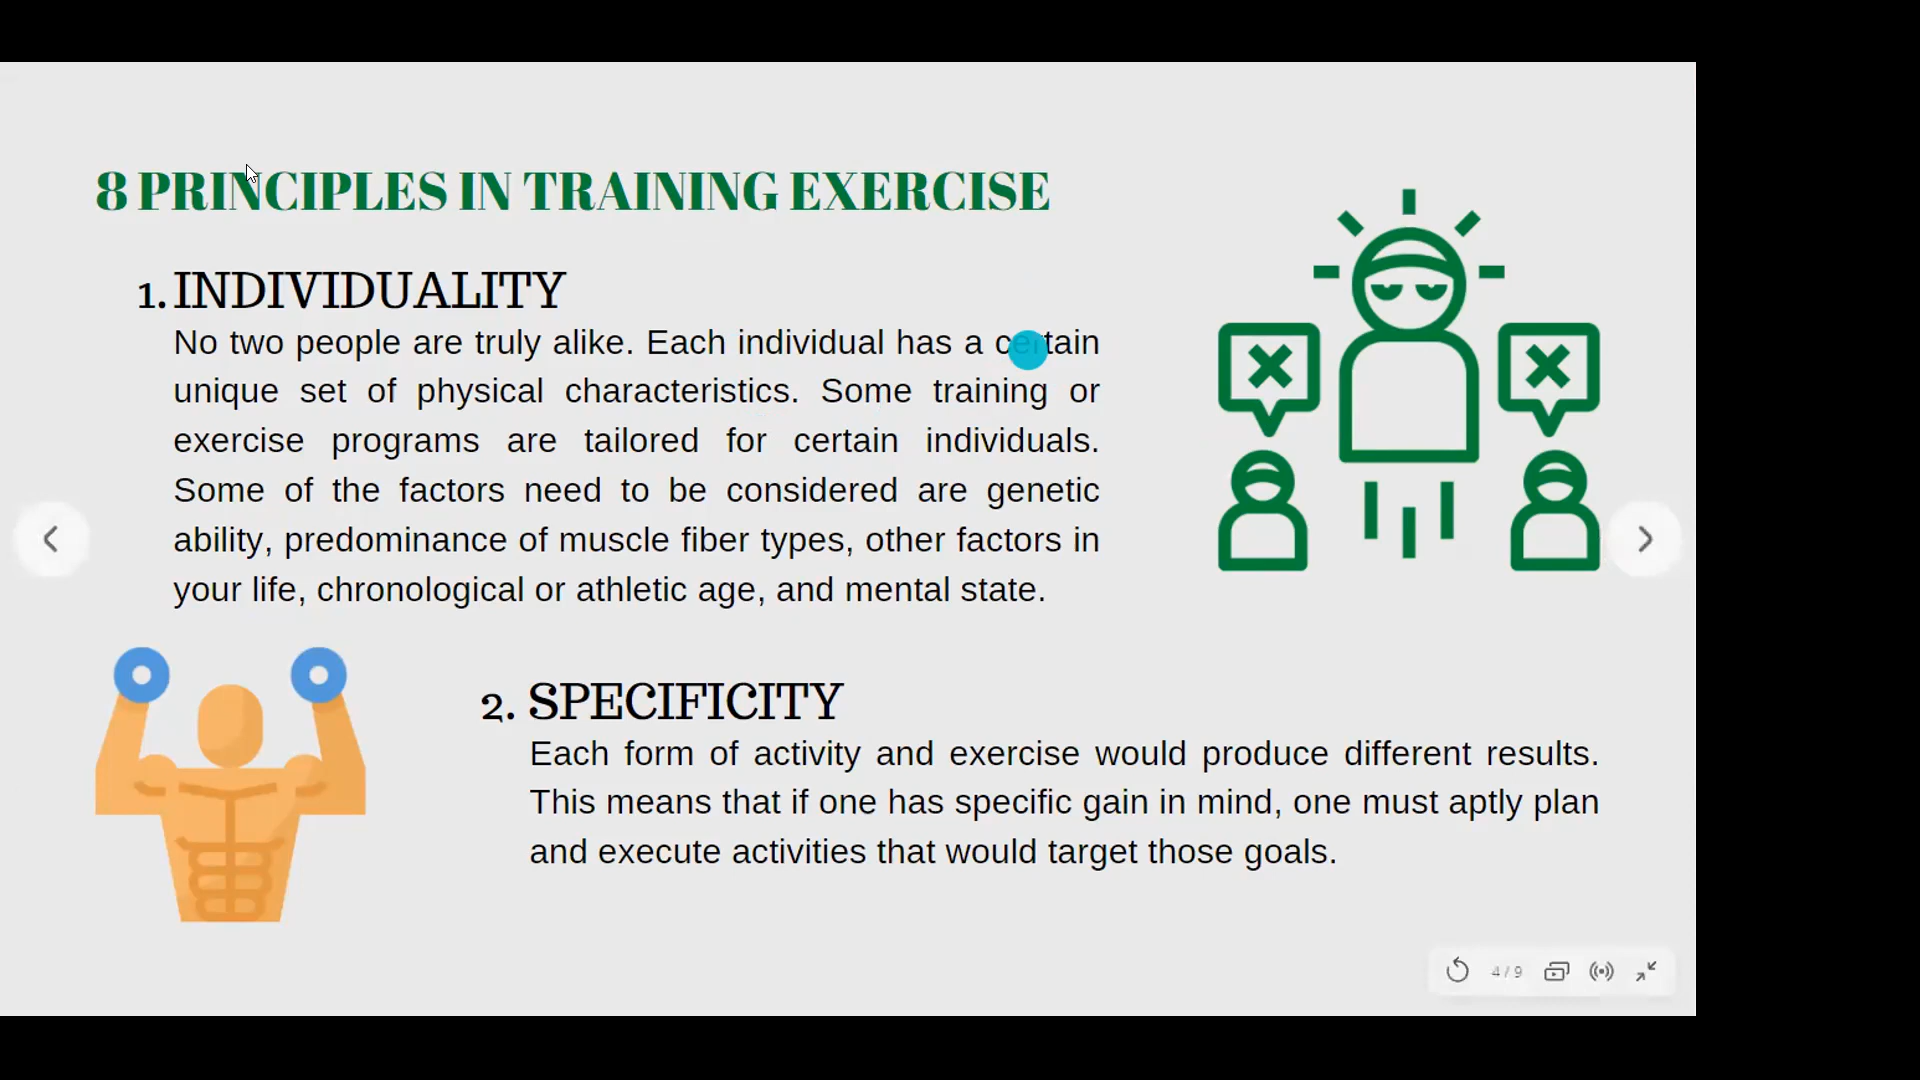 8 PRINCIPLES IN TRAINING EXERCISE
1. INDIVIDUALITY
No two people are truly alike. Each individual has a certain
unique set of physical characteristics. Some training or
exercise programs are tailored for certain individuals.
Some of the factors need to be considered are genetic
ability, predominance of muscle fiber types, other factors in
your life, chronological or athletic age, and mental state.
2. SPECIFICITY
Each form of activity and exercise would produce different results.
This means that if one has specific gain in mind, one must aptly plan
and execute activities that would target those goals.
4 / 9